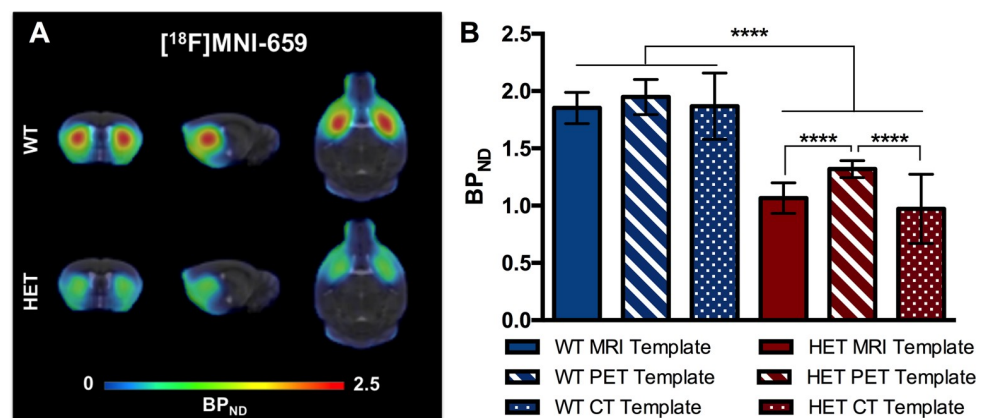 A
[¹⁸F]MNI-659
WT
HET
0
2.5
BP_ND
B
BP_ND
2.5
2.0
1.5
1.0
0.5
0.0
****
**** ****
WT MRI Template
WT PET Template
WT CT Template
HET MRI Template
HET PET Template
HET CT Template